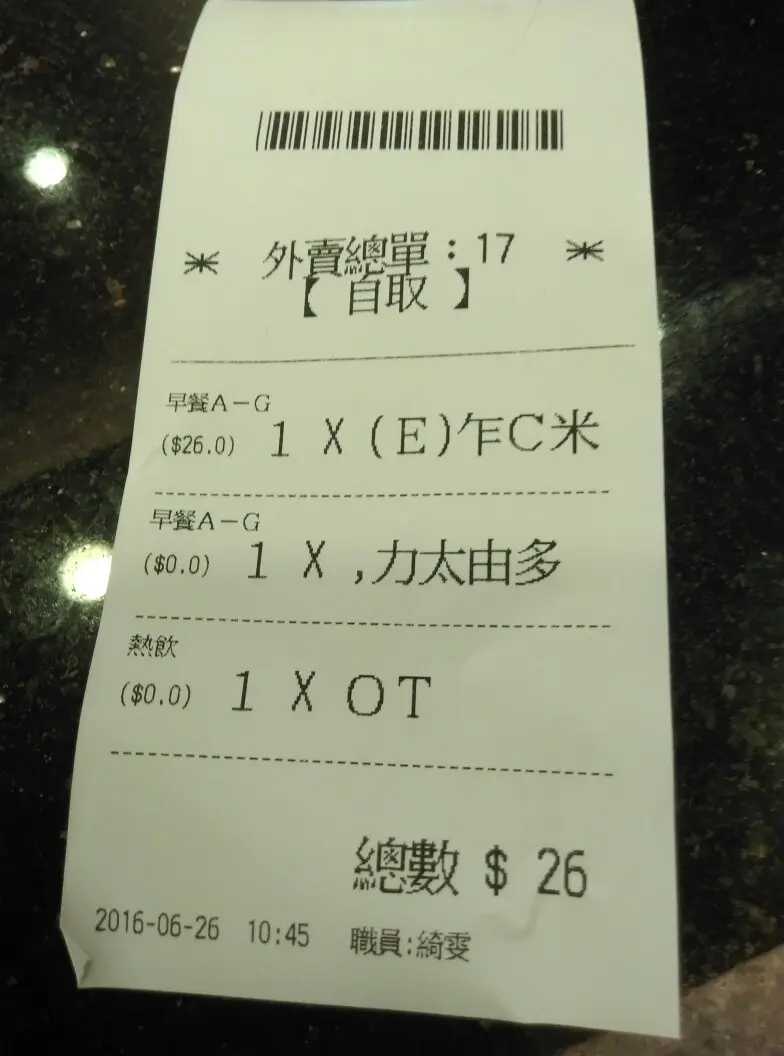 * 外賣總單:17 *
【 自取 】
早餐A-G
($26.0) 1 X (E)乍C米
早餐A-G
($0.0) 1 X ,力太由多
熱飲
($0.0) 1 X OT
總數 $ 26
2016-06-26 10:45 職員:綺雯